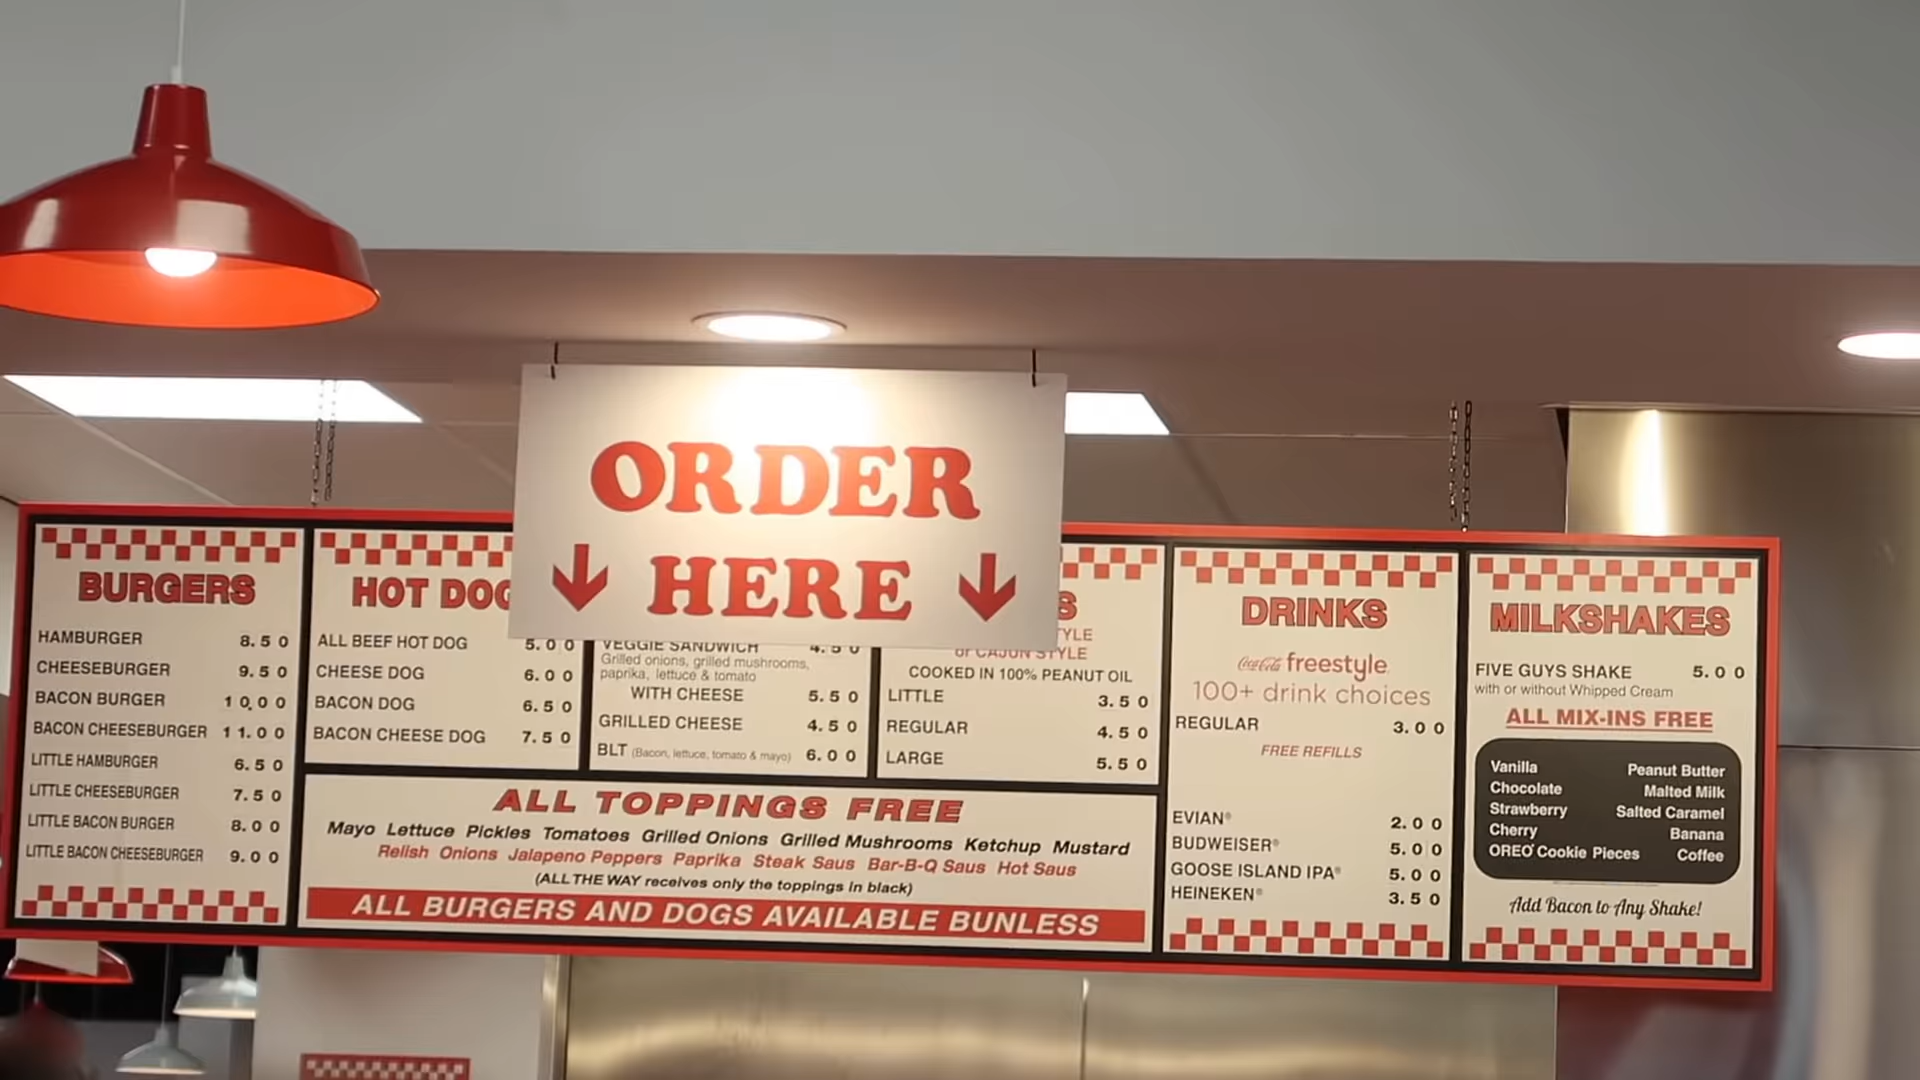 ORDER
HERE
BURGERS
HAMBURGER 8.50
CHEESEBURGER 9.50
BACON BURGER 10.00
BACON CHEESEBURGER 11.00
LITTLE HAMBURGER 6.50
LITTLE CHEESEBURGER 7.50
LITTLE BACON BURGER 8.00
LITTLE BACON CHEESEBURGER 9.00
HOT DOG
ALL BEEF HOT DOG 5.00
CHEESE DOG 6.00
BACON DOG 6.50
BACON CHEESE DOG 7.50
VEGGIE SANDWICH 4.50
Grilled onions, grilled mushrooms,
paprika, lettuce & tomato
WITH CHEESE 5.50
GRILLED CHEESE 4.50
BLT (Bacon, lettuce, tomato & mayo) 6.00
S
TYLE
or CAJUN STYLE
COOKED IN 100% PEANUT OIL
LITTLE 3.50
REGULAR 4.50
LARGE 5.50
ALL TOPPINGS FREE
Mayo Lettuce Pickles Tomatoes Grilled Onions Grilled Mushrooms Ketchup Mustard
Relish Onions Jalapeno Peppers Paprika Steak Saus Bar-B-Q Saus Hot Saus
(ALL THE WAY receives only the toppings in black)
ALL BURGERS AND DOGS AVAILABLE BUNLESS
DRINKS
Coca-Cola freestyle
100+ drink choices
REGULAR 3.00
FREE REFILLS
EVIAN® 2.00
BUDWEISER® 5.00
GOOSE ISLAND IPA® 5.00
HEINEKEN® 3.50
MILKSHAKES
FIVE GUYS SHAKE 5.00
with or without Whipped Cream
ALL MIX-INS FREE
Vanilla Peanut Butter
Chocolate Malted Milk
Strawberry Salted Caramel
Cherry Banana
OREO Cookie Pieces Coffee
Add Bacon to Any Shake!